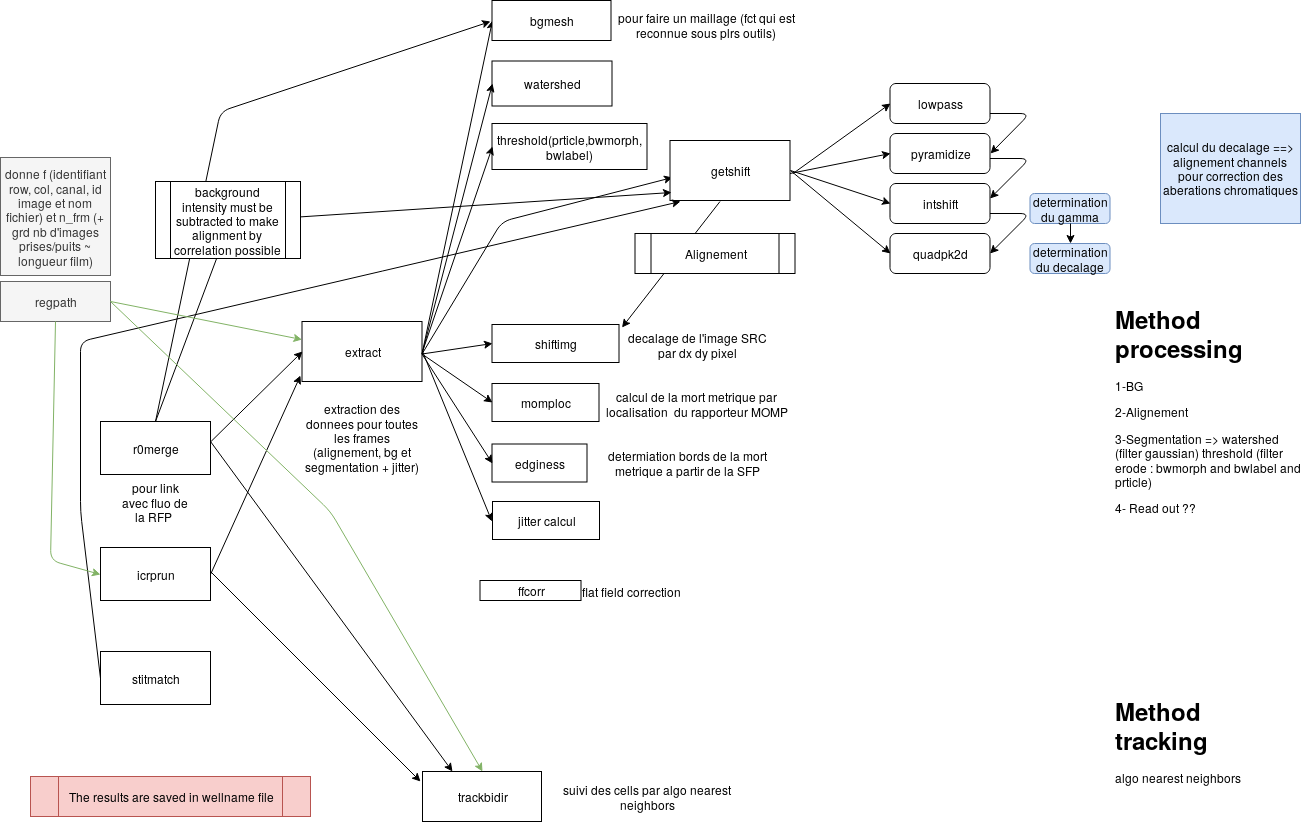 bgmesh
pour faire un maillage (fct qui est
reconnue sous plrs outils)
watershed
threshold(prticle,bwmorph,
bwlabel)
getshift
lowpass
pyramidize
intshift
quadpk2d
determination
du gamma
determination
du decalage
calcul du decalage ==>
alignement channels
pour correction des
aberations chromatiques
donne f (identifiant
row, col, canal, id
image et nom
fichier) et n_frm (+
grd nb d'images
prises/puits ~
longueur film)
background
intensity must be
subtracted to make
alignment by
correlation possible
Alignement
regpath
extract
extraction des
donnees pour toutes
les frames
(alignement, bg et
segmentation + jitter)
shiftimg
decalage de l'image SRC
par dx dy pixel
momploc
calcul de la mort metrique par
localisation du rapporteur MOMP
edginess
determiation bords de la mort
metrique a partir de la SFP
jitter calcul
ffcorr
flat field correction
r0merge
pour link
avec fluo de
la RFP
icrprun
stitmatch
trackbidir
suivi des cells par algo nearest
neighbors
The results are saved in wellname file
Method
processing
1-BG
2-Alignement
3-Segmentation => watershed
(filter gaussian) threshold (filter
erode : bwmorph and bwlabel and
prticle)
4- Read out ??
Method
tracking
algo nearest neighbors